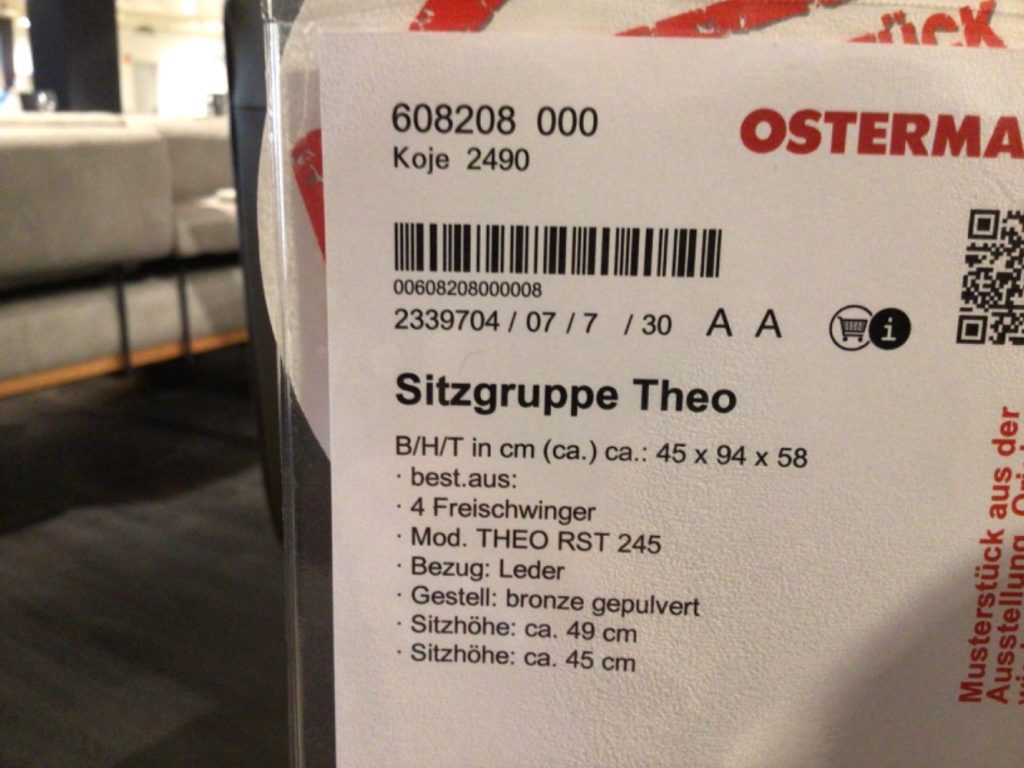 608208 000
Koje 2490
OSTERMA
00608208000008
2339704 / 07 / 7 / 30 A A
i
Sitzgruppe Theo
B/H/T in cm (ca.) ca.: 45 x 94 x 58
· best.aus:
· 4 Freischwinger
· Mod. THEO RST 245
· Bezug: Leder
· Gestell: bronze gepulvert
· Sitzhöhe: ca. 49 cm
· Sitzhöhe: ca. 45 cm
Musterstück aus der
Ausstellung.